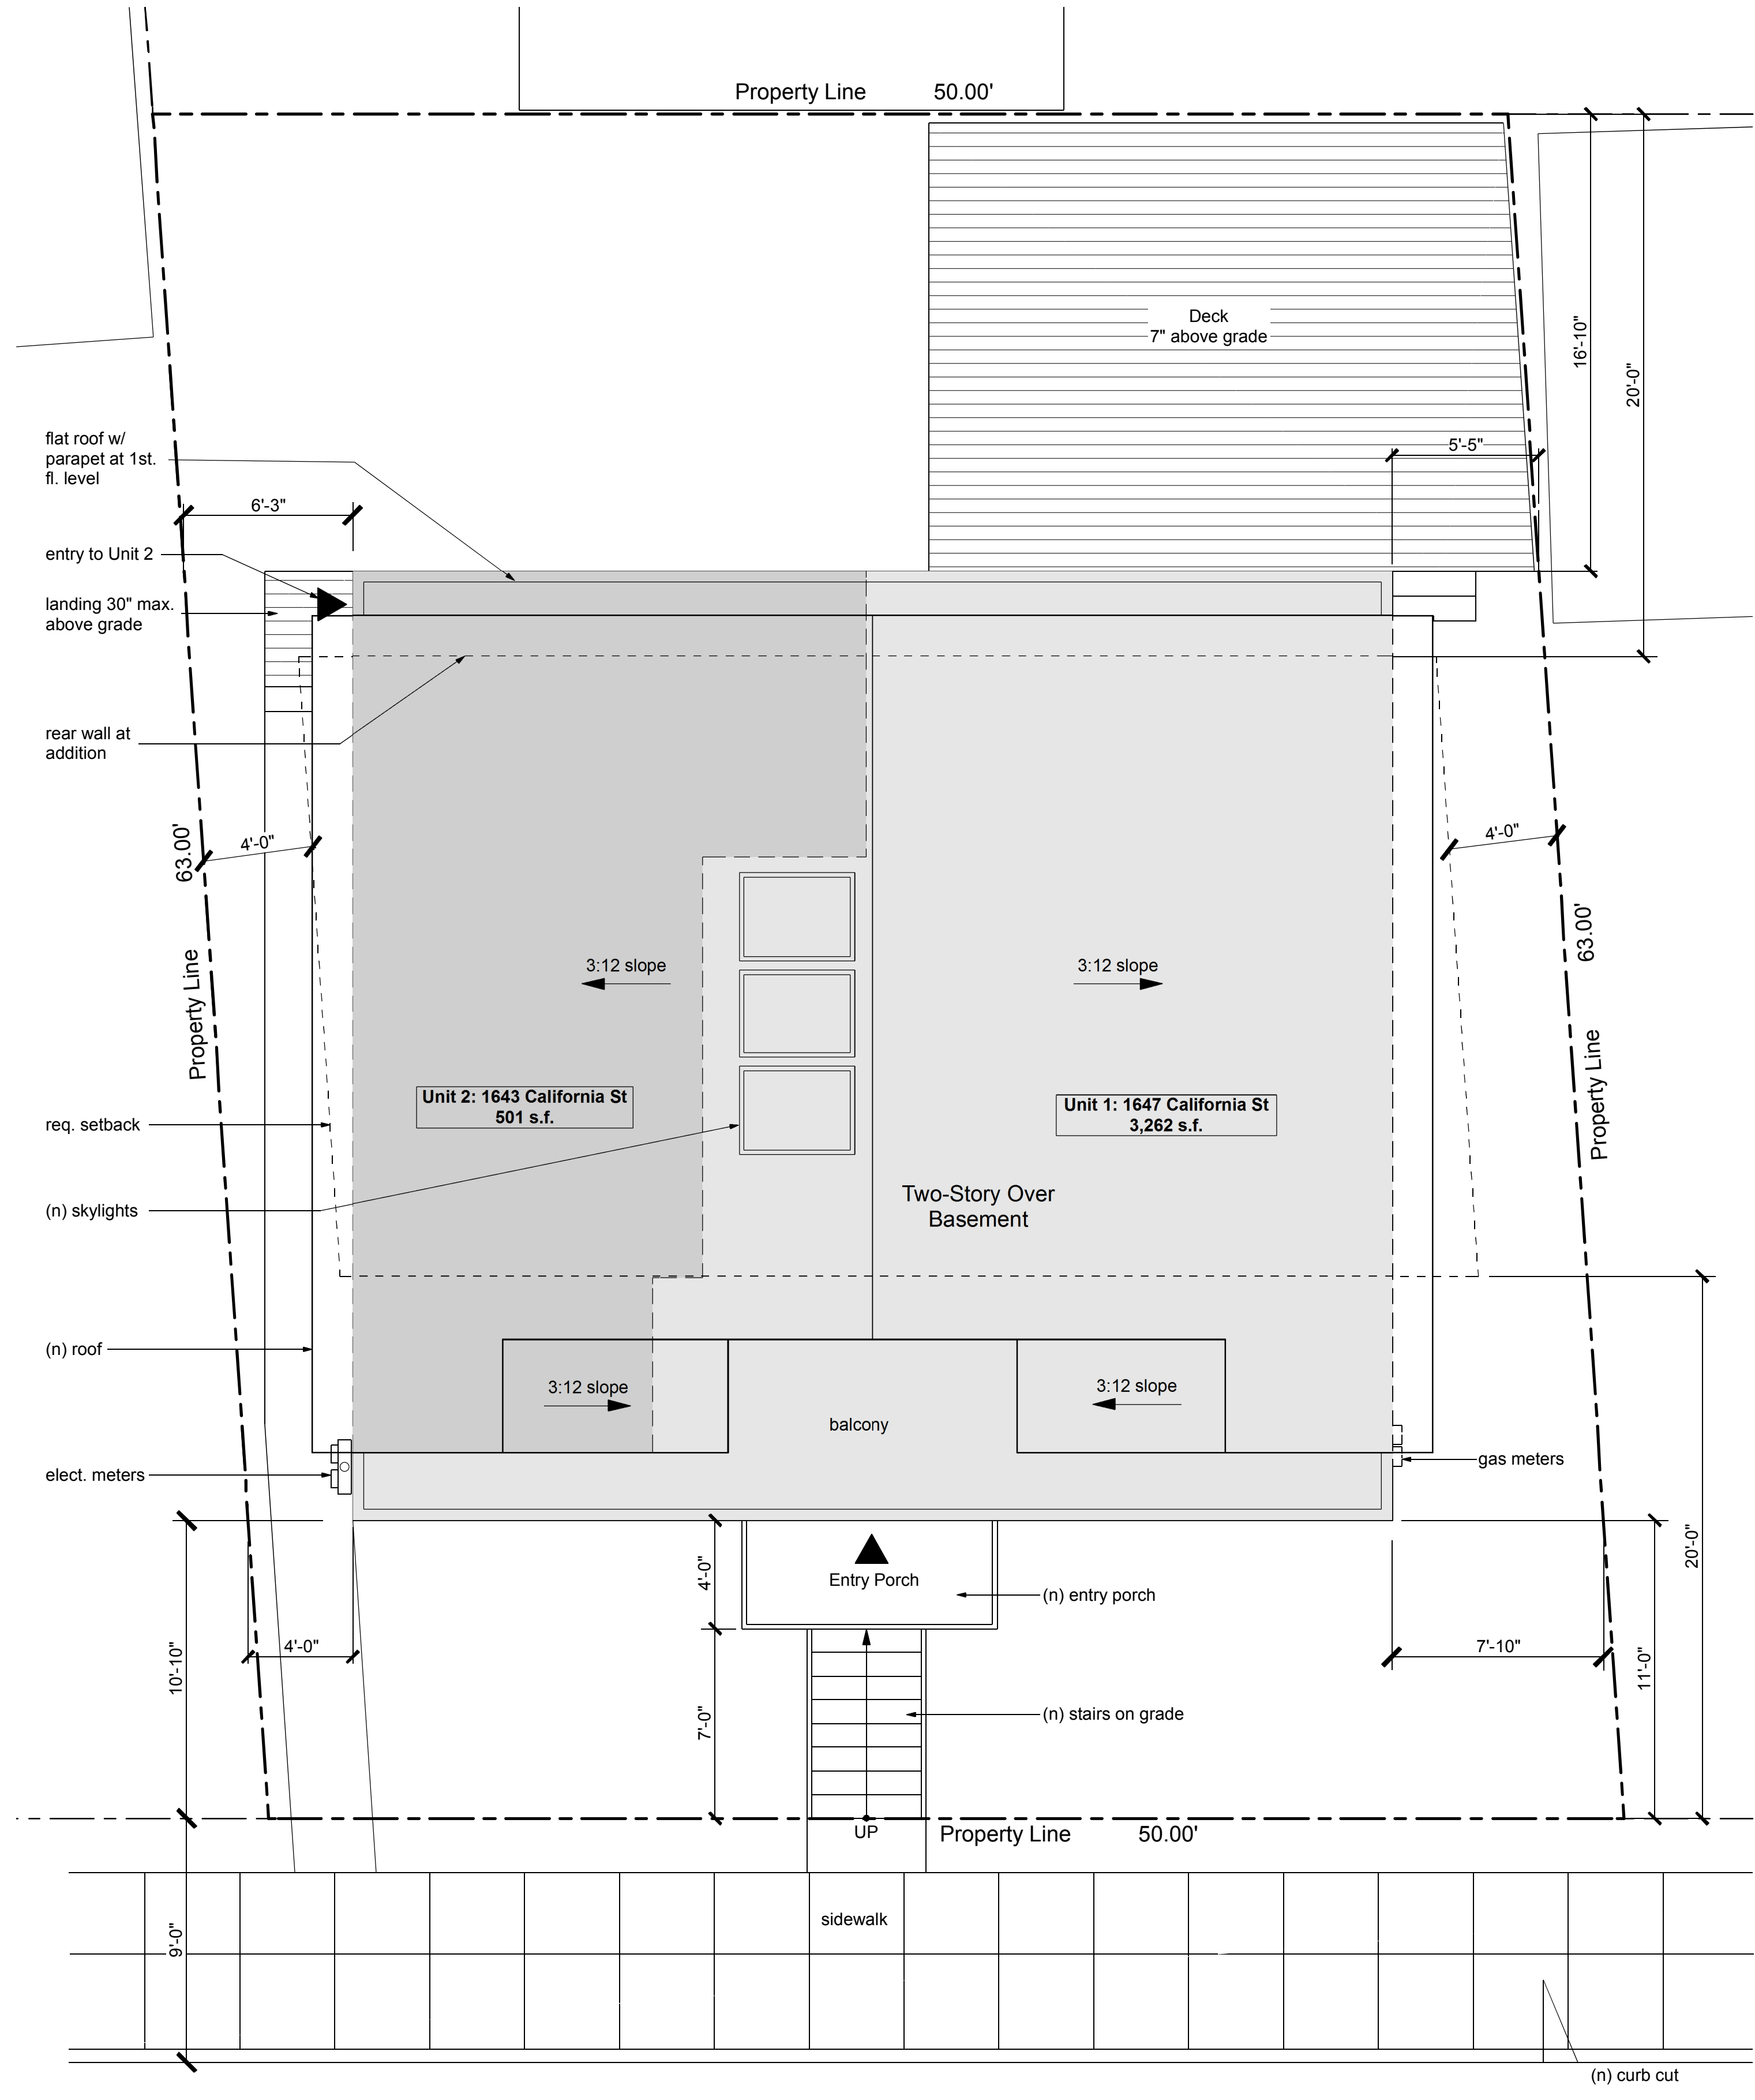 Property Line 50.00'
Deck
7" above grade
16'-10"
20'-0"
5'-5"
flat roof w/
parapet at 1st.
fl. level
6'-3"
entry to Unit 2
landing 30" max.
above grade
rear wall at
addition
4'-0"
63.00'
Property Line
4'-0"
63.00'
Property Line
3:12 slope
3:12 slope
Unit 2: 1643 California St
501 s.f.
Unit 1: 1647 California St
3,262 s.f.
req. setback
(n) skylights
Two-Story Over
Basement
(n) roof
3:12 slope
3:12 slope
balcony
elect. meters
gas meters
10'-10"
4'-0"
Entry Porch
(n) entry porch
20'-0"
4'-0"
7'-10"
11'-0"
7'-0"
(n) stairs on grade
UP
Property Line 50.00'
sidewalk
9'-0"
(n) curb cut